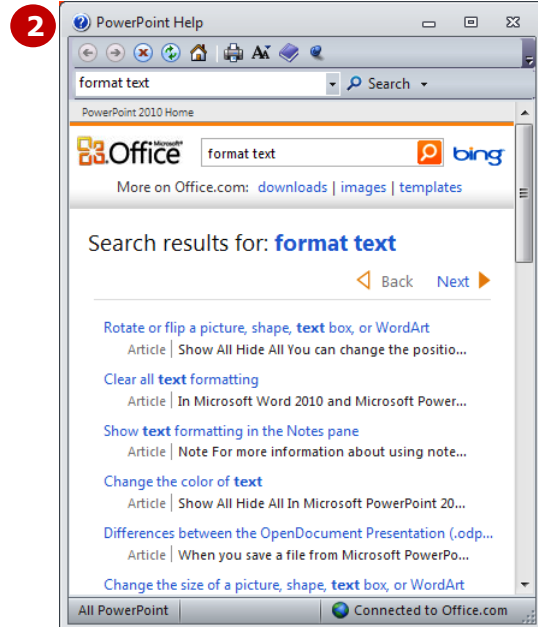 2
PowerPoint Help
format text
Search
PowerPoint 2010 Home
Microsoft®
Office
format text
bing
More on Office.com: downloads | images | templates
Search results for: format text
Back Next
Rotate or flip a picture, shape, text box, or WordArt
Article | Show All Hide All You can change the positio...
Clear all text formatting
Article | In Microsoft Word 2010 and Microsoft Power...
Show text formatting in the Notes pane
Article | Note For more information about using note...
Change the color of text
Article | Show All Hide All In Microsoft PowerPoint 20...
Differences between the OpenDocument Presentation (.odp...
Article | When you save a file from Microsoft PowerPo...
Change the size of a picture, shape, text box, or WordArt
All PowerPoint
Connected to Office.com